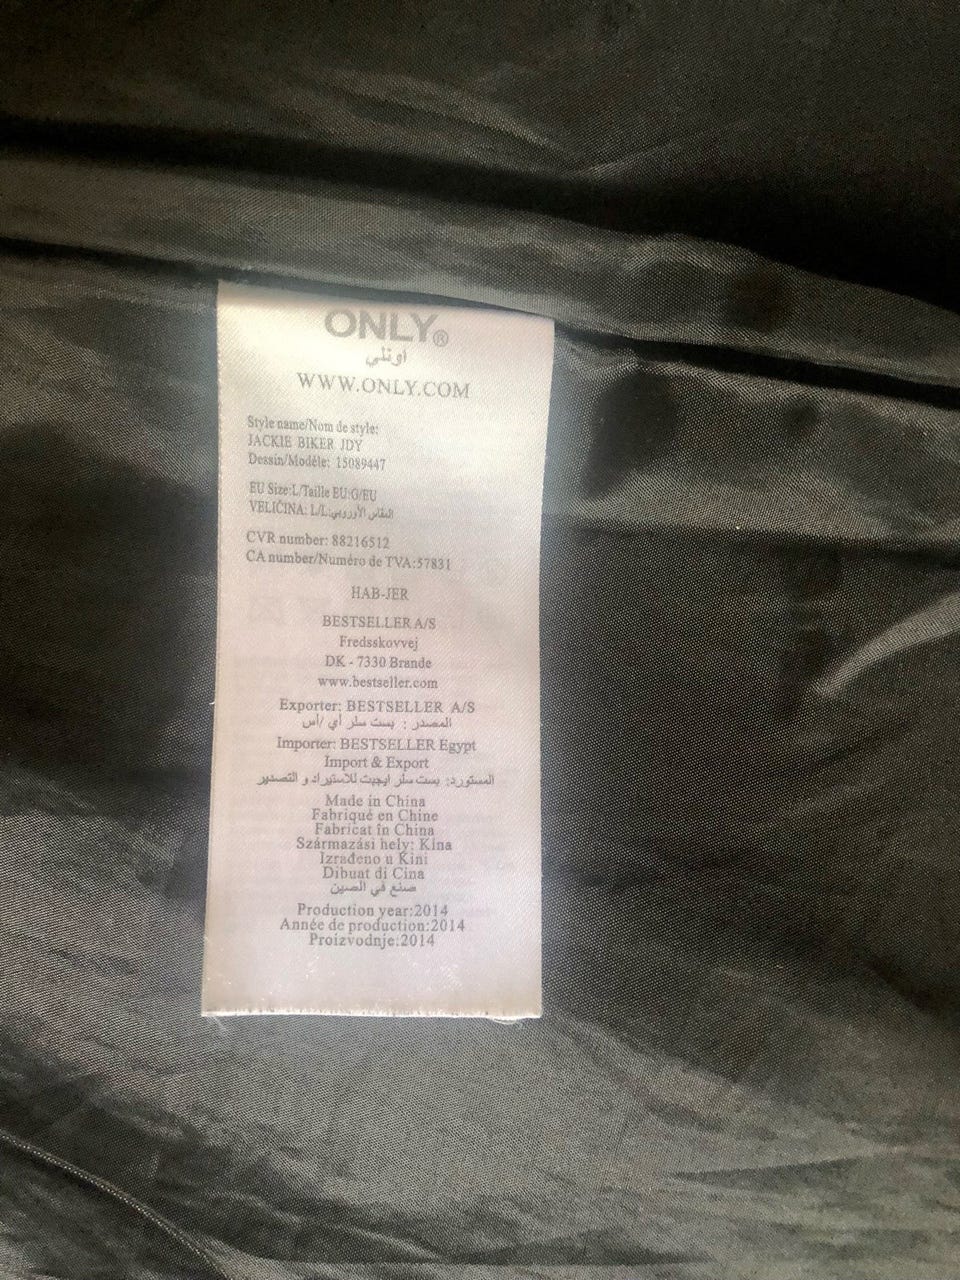 ONLY®
اونلي
WWW.ONLY.COM
Style name/Nom de style:
JACKIE BIKER JDY
Dessin/Modéle: 15089447
EU Size:L/Taille EU:G/EU
VELIČINA: L/L:المقاس الأوروبي
CVR number: 88216512
CA number/Numéro de TVA:57831
HAB-JER
BESTSELLER A/S
Fredsskovvej
DK - 7330 Brande
www.bestseller.com
Exporter: BESTSELLER A/S
المصدر : بست سلر أي /أس
Importer: BESTSELLER Egypt
Import & Export
المستورد: بست سلر ايجبت للاستيراد و التصدير
Made in China
Fabriqué en Chine
Fabricat în China
Származási hely: Kína
Izrađeno u Kini
Dibuat di Cina
صنع في الصين
Production year:2014
Année de production:2014
Proizvodnje:2014